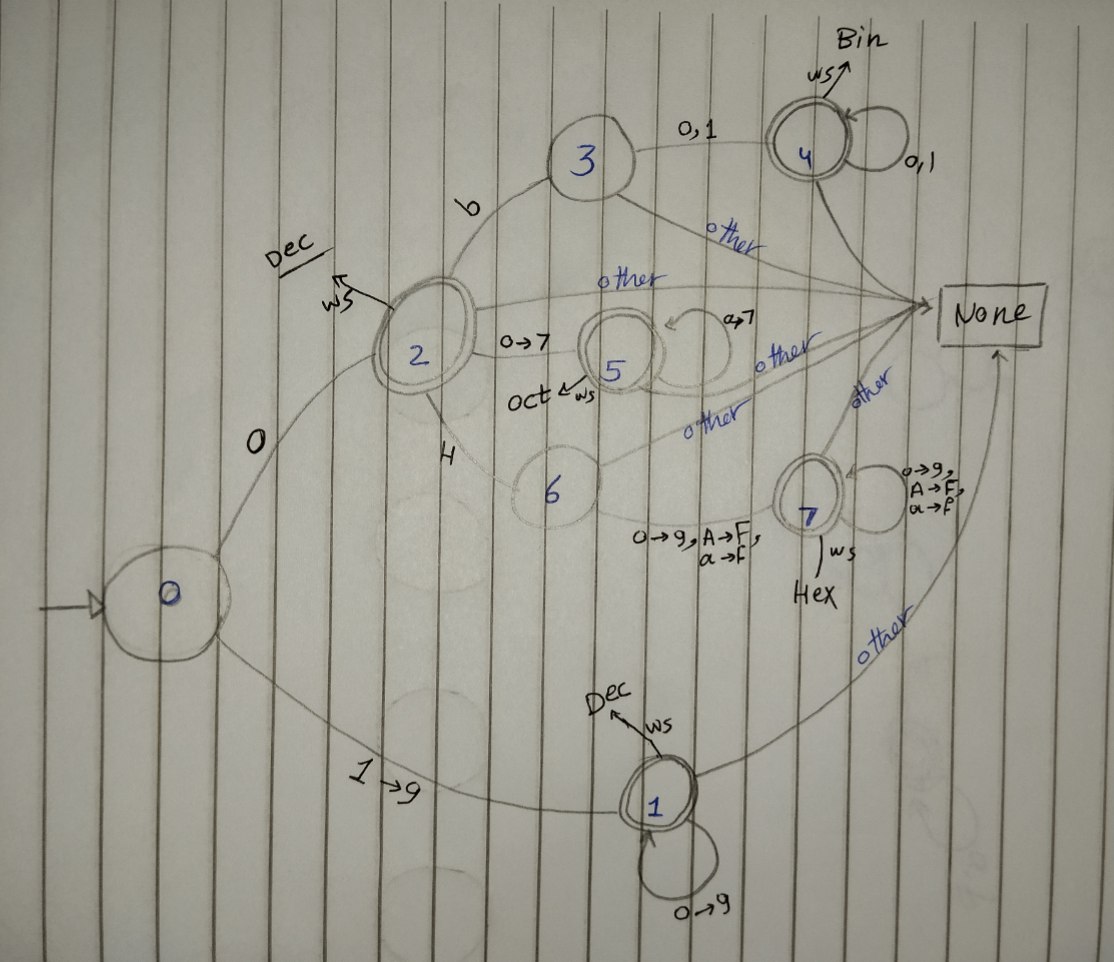 Bin
ws
0,1
4
0,1
3
b
other
Dec
ws
other
None
2
0→7
0,7
5
other
oct
ws
other
other
H
6
0→9,
A→F,
a→f
7
0→9, A→F,
a→F
ws
Hex
0
0
other
Dec
ws
1→9
1
0→9